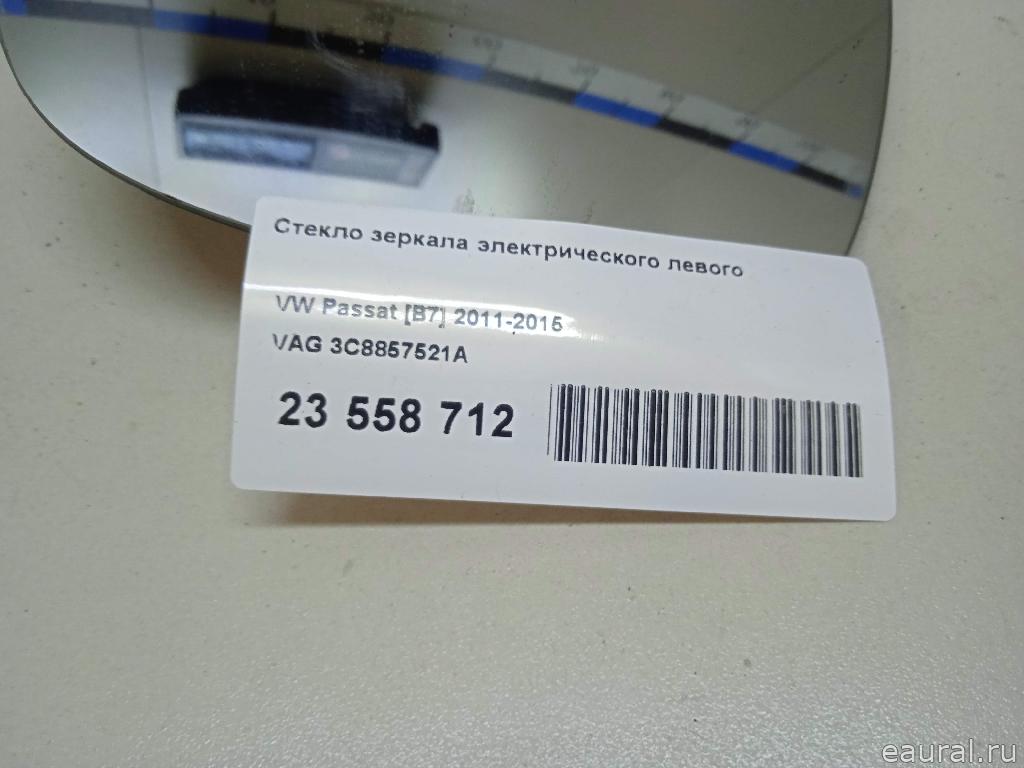 Стекло зеркала электрического левого
VW Passat [B7] 2011-2015
VAG 3C8857521A
23 558 712
eaural.ru